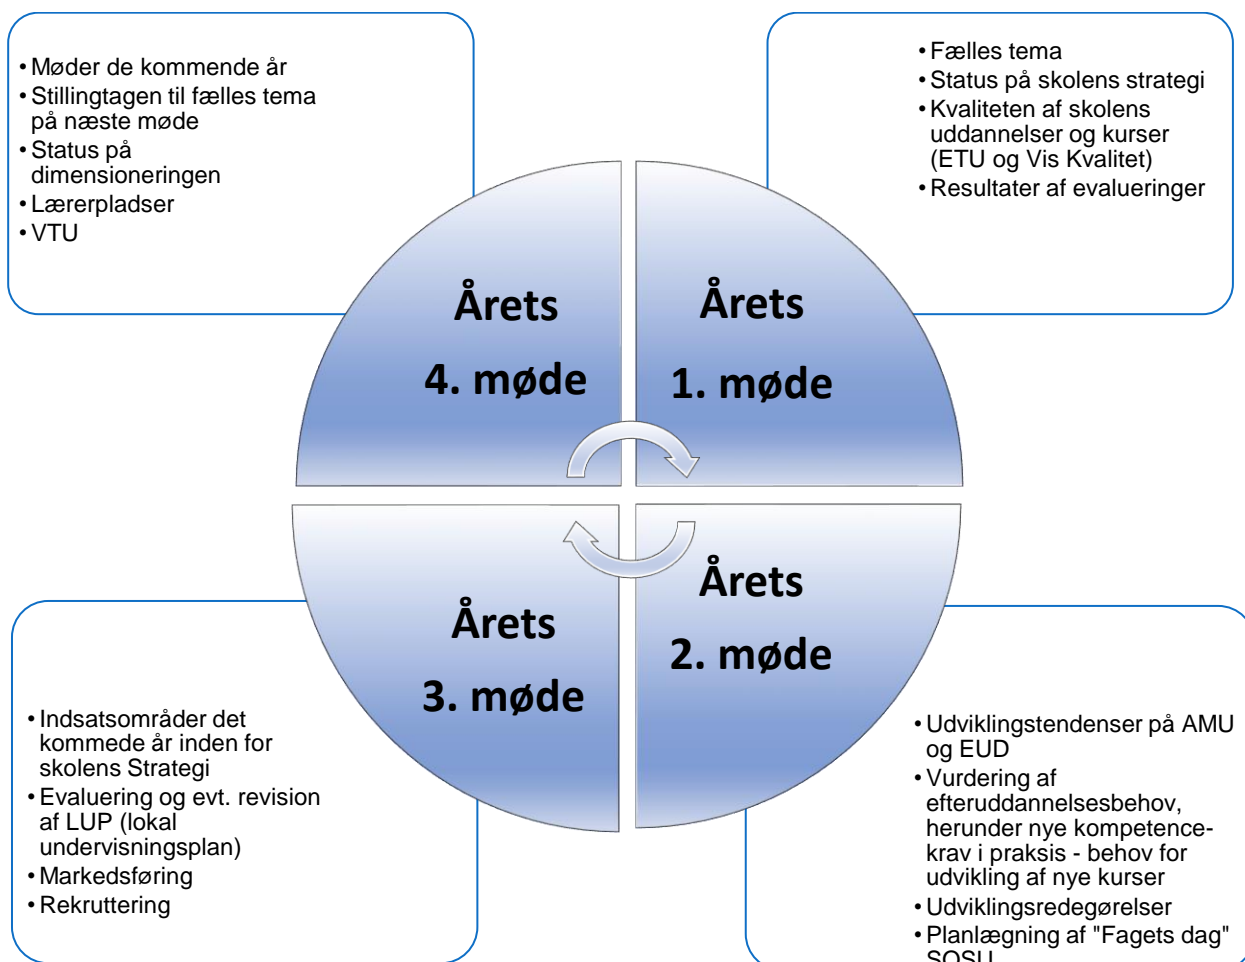 • Møder de kommende år
• Stillingtagen til fælles tema
på næste møde
• Status på
dimensioneringen
• Lærerpladser
• VTU
• Fælles tema
• Status på skolens strategi
• Kvaliteten af skolens
uddannelser og kurser
(ETU og Vis Kvalitet)
• Resultater af evalueringer
Årets
4. møde
Årets
1. møde
Årets
3. møde
Årets
2. møde
• Indsatsområder det
kommede år inden for
skolens Strategi
• Evaluering og evt. revision
af LUP (lokal
undervisningsplan)
• Markedsføring
• Rekruttering
• Udviklingstendenser på AMU
og EUD
• Vurdering af
efteruddannelsesbehov,
herunder nye kompetence-
krav i praksis - behov for
udvikling af nye kurser
• Udviklingsredegørelser
• Planlægning af "Fagets dag"
SOSU